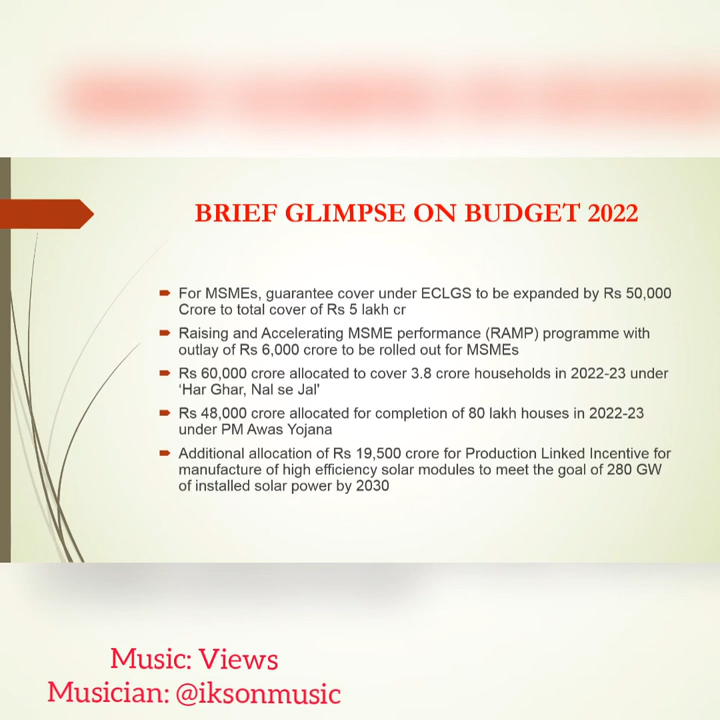 BRIEF GLIMPSE ON BUDGET 2022
For MSMEs, guarantee cover under ECLGS to be expanded by Rs 50,000
Crore to total cover of Rs 5 lakh cr
Raising and Accelerating MSME performance (RAMP) programme with
outlay of Rs 6,000 crore to be rolled out for MSMEs
Rs 60,000 crore allocated to cover 3.8 crore households in 2022-23 under
‘Har Ghar, Nal se Jal’
Rs 48,000 crore allocated for completion of 80 lakh houses in 2022-23
under PM Awas Yojana
Additional allocation of Rs 19,500 crore for Production Linked Incentive for
manufacture of high efficiency solar modules to meet the goal of 280 GW
of installed solar power by 2030
Music: Views
Musician: @iksonmusic